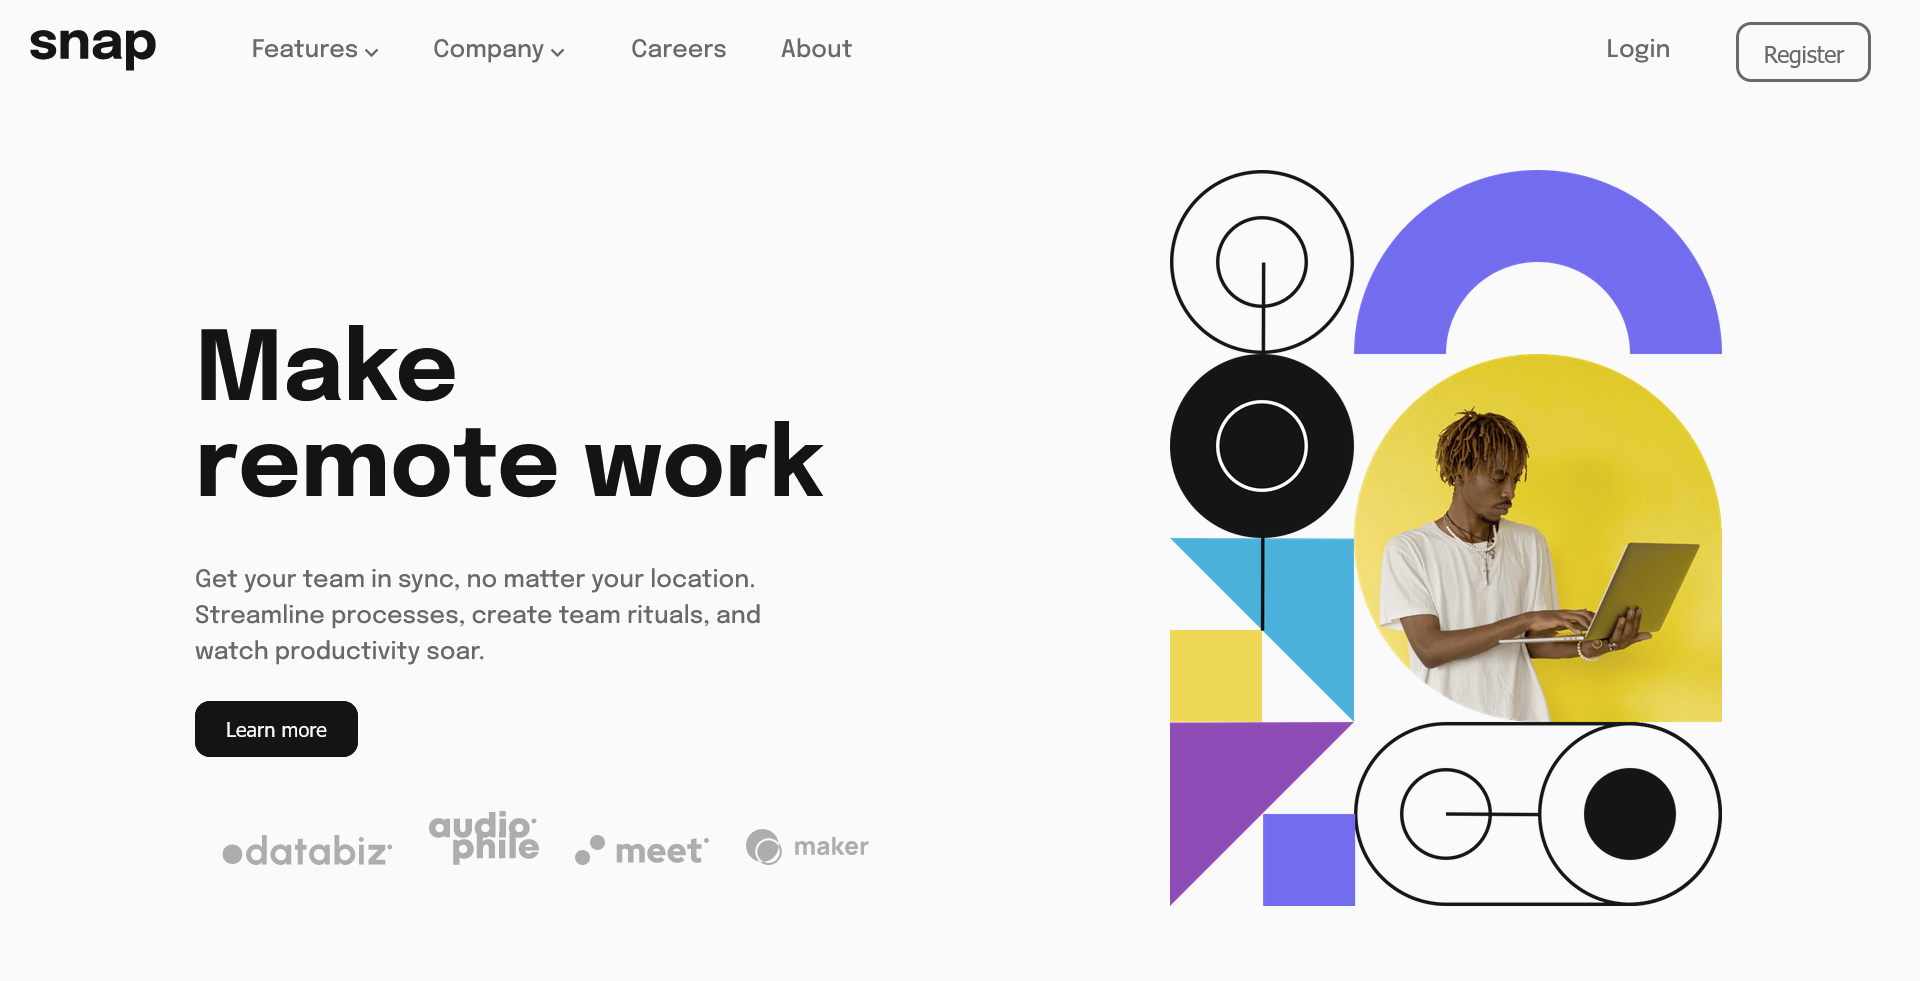 snap
Features
Company
Careers
About
Login
Register
Make
remote work
Get your team in sync, no matter your location.
Streamline processes, create team rituals, and
watch productivity soar.
Learn more
databiz
audio
phile
meet
maker